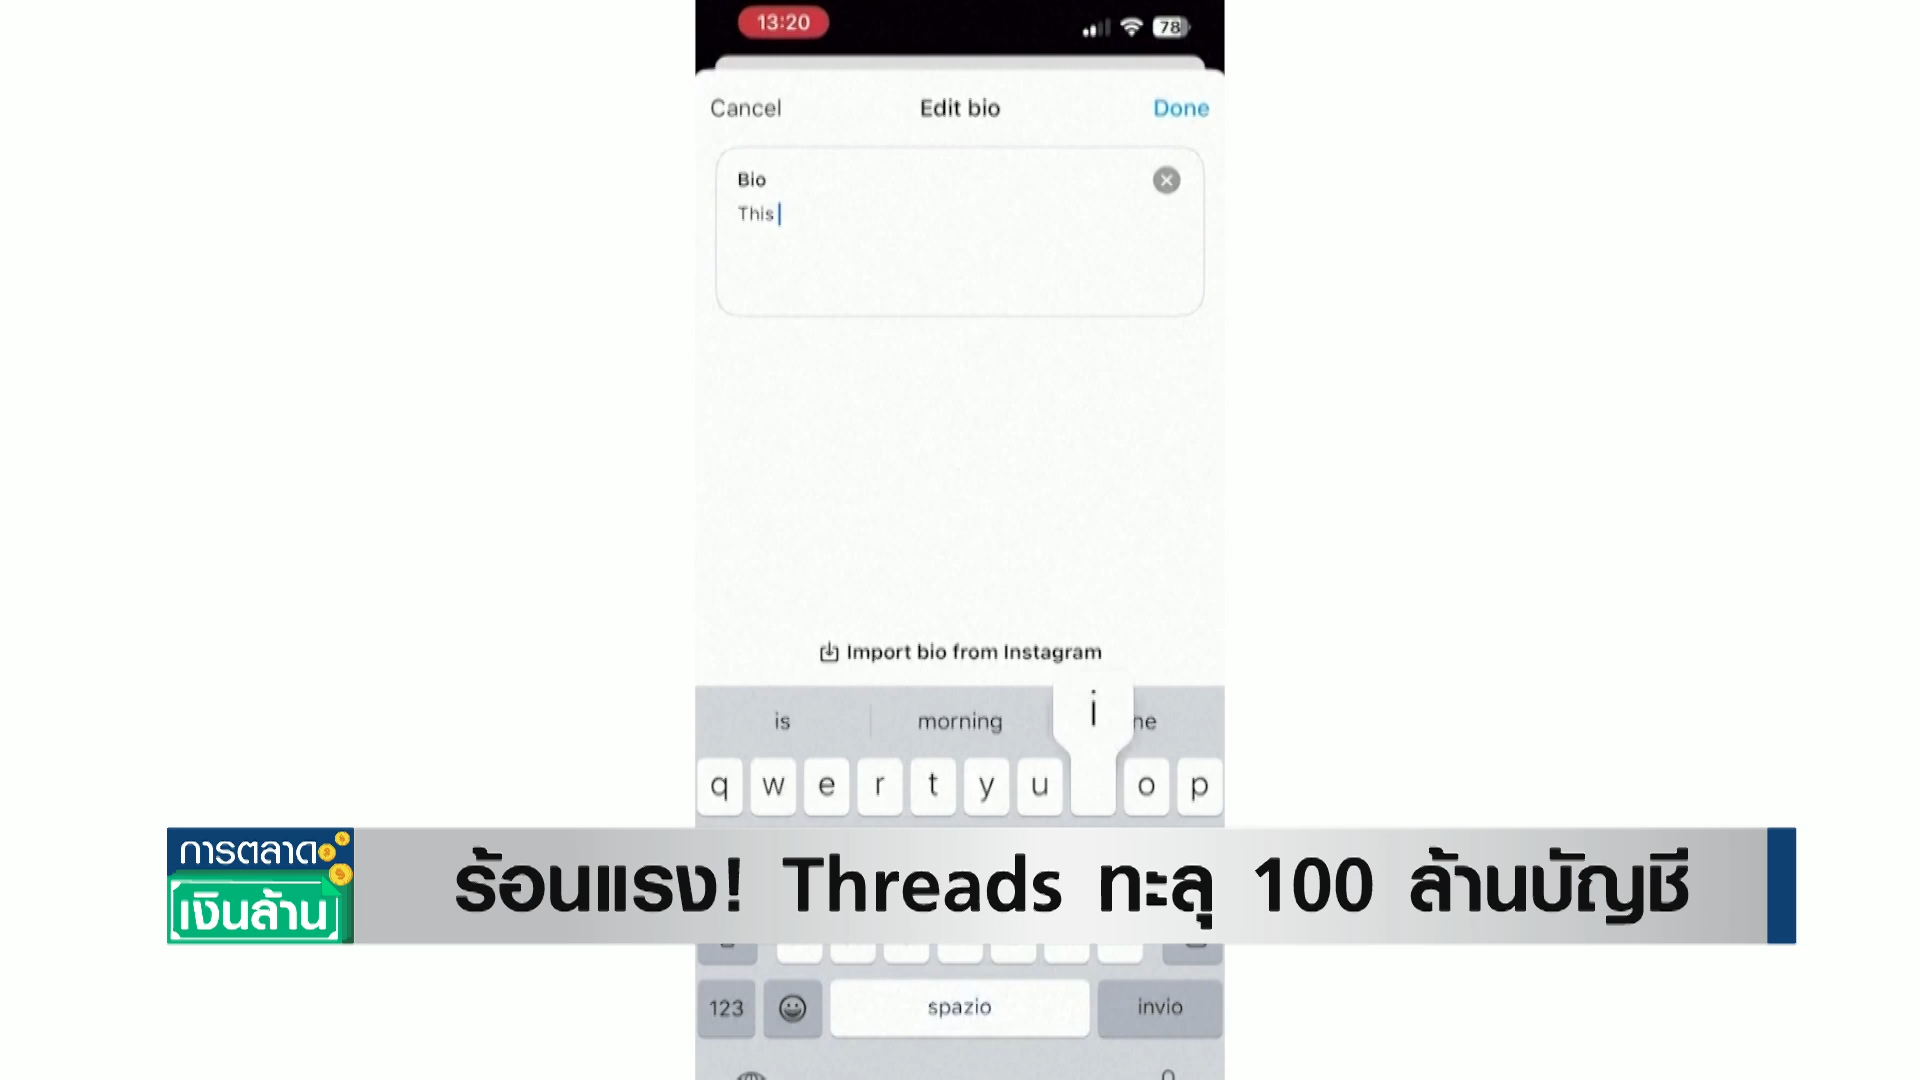 13:20
78
Cancel
Edit bio
Done
Bio
This
Import bio from Instagram
is
morning
i
q w e r t y u o p
การตลาด
เงินล้าน
ร้อนแรง! Threads ทะลุ 100 ล้านบัญชี
123
spazio
invio